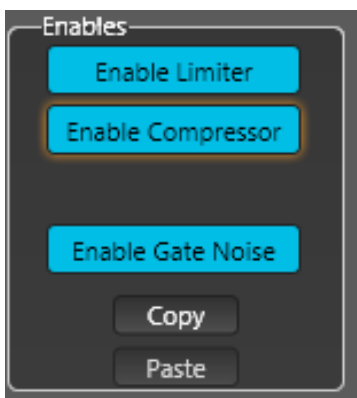 Enables
Enable Limiter
Enable Compressor
Enable Gate Noise
Copy
Paste